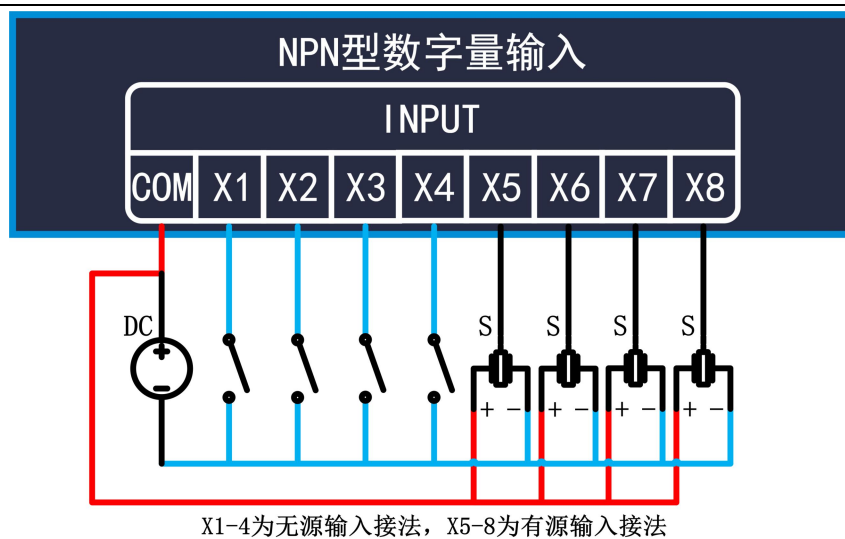 NPN型数字量输入
INPUT
COM X1 X2 X3 X4 X5 X6 X7 X8
DC S S S S
+
−
+ − + − + − + −
X1-4为无源输入接法，X5-8为有源输入接法